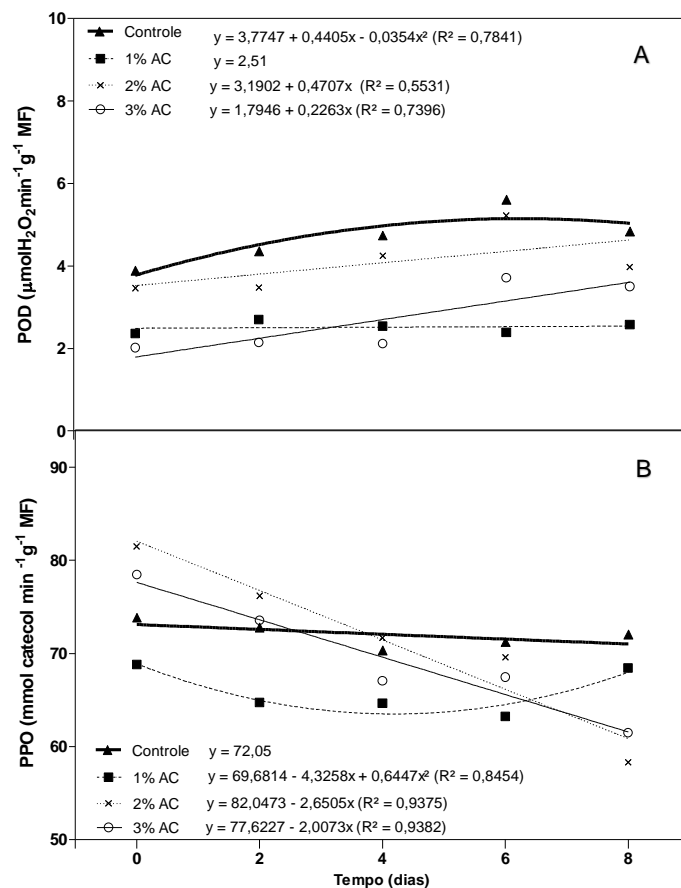 Controle y = 3,7747 + 0,4405x - 0,0354x² (R² = 0,7841)
1% AC y = 2,51
2% AC y = 3,1902 + 0,4707x (R² = 0,5531)
3% AC y = 1,7946 + 0,2263x (R² = 0,7396)
A
10
8
6
4
2
0
POD (µmolH₂O₂min⁻¹g⁻¹ MF)
B
90
80
70
60
50
PPO (mmol catecol min ⁻¹g⁻¹ MF)
Controle y = 72,05
1% AC y = 69,6814 - 4,3258x + 0,6447x² (R² = 0,8454)
2% AC y = 82,0473 - 2,6505x (R² = 0,9375)
3% AC y = 77,6227 - 2,0073x (R² = 0,9382)
0 2 4 6 8
Tempo (dias)